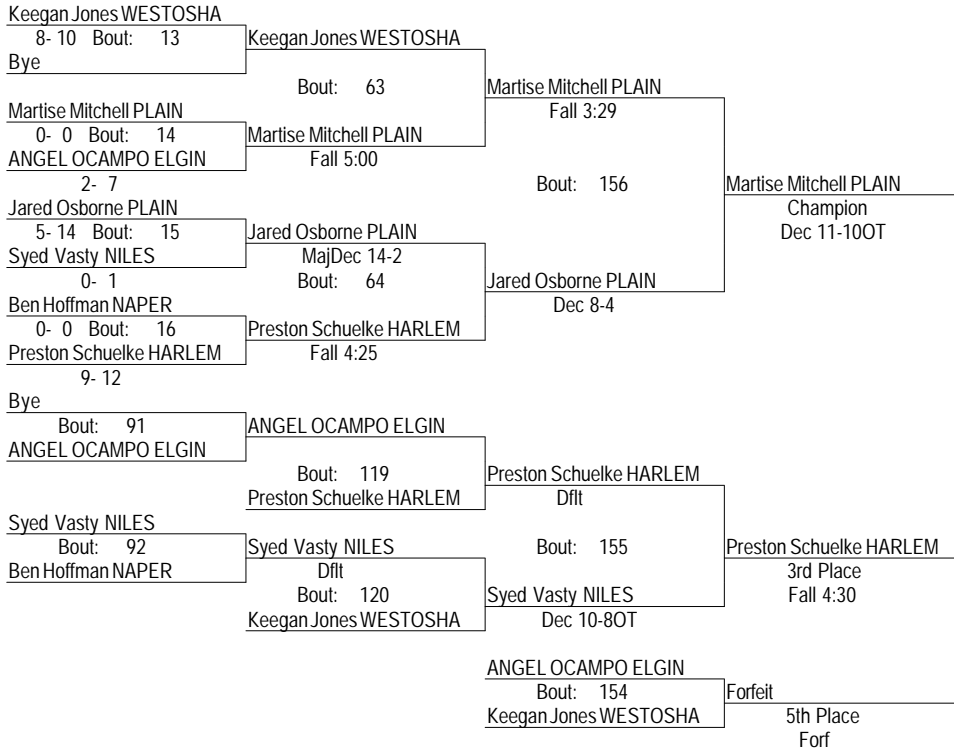 Keegan Jones WESTOSHA
8- 10 Bout: 13
Bye
Keegan Jones WESTOSHA
Bout: 63
Martise Mitchell PLAIN
0- 0 Bout: 14
ANGEL OCAMPO ELGIN
2- 7
Martise Mitchell PLAIN
Fall 5:00
Martise Mitchell PLAIN
Fall 3:29
Bout: 156
Jared Osborne PLAIN
5- 14 Bout: 15
Syed Vasty NILES
0- 1
Jared Osborne PLAIN
MajDec 14-2
Bout: 64
Ben Hoffman NAPER
0- 0 Bout: 16
Preston Schuelke HARLEM
9- 12
Preston Schuelke HARLEM
Fall 4:25
Jared Osborne PLAIN
Dec 8-4
Martise Mitchell PLAIN
Champion
Dec 11-10OT
Bye
Bout: 91
ANGEL OCAMPO ELGIN
ANGEL OCAMPO ELGIN
Bout: 119
Preston Schuelke HARLEM
Preston Schuelke HARLEM
Dflt
Bout: 155
Syed Vasty NILES
Bout: 92
Ben Hoffman NAPER
Syed Vasty NILES
Dflt
Bout: 120
Keegan Jones WESTOSHA
Syed Vasty NILES
Dec 10-8OT
Preston Schuelke HARLEM
3rd Place
Fall 4:30
ANGEL OCAMPO ELGIN
Bout: 154
Keegan Jones WESTOSHA
Forfeit
5th Place
Forf